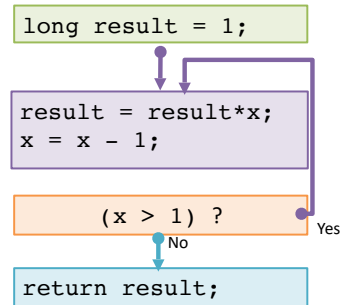 long result = 1;
result = result*x;
x = x - 1;
(x > 1) ?
Yes
No
return result;